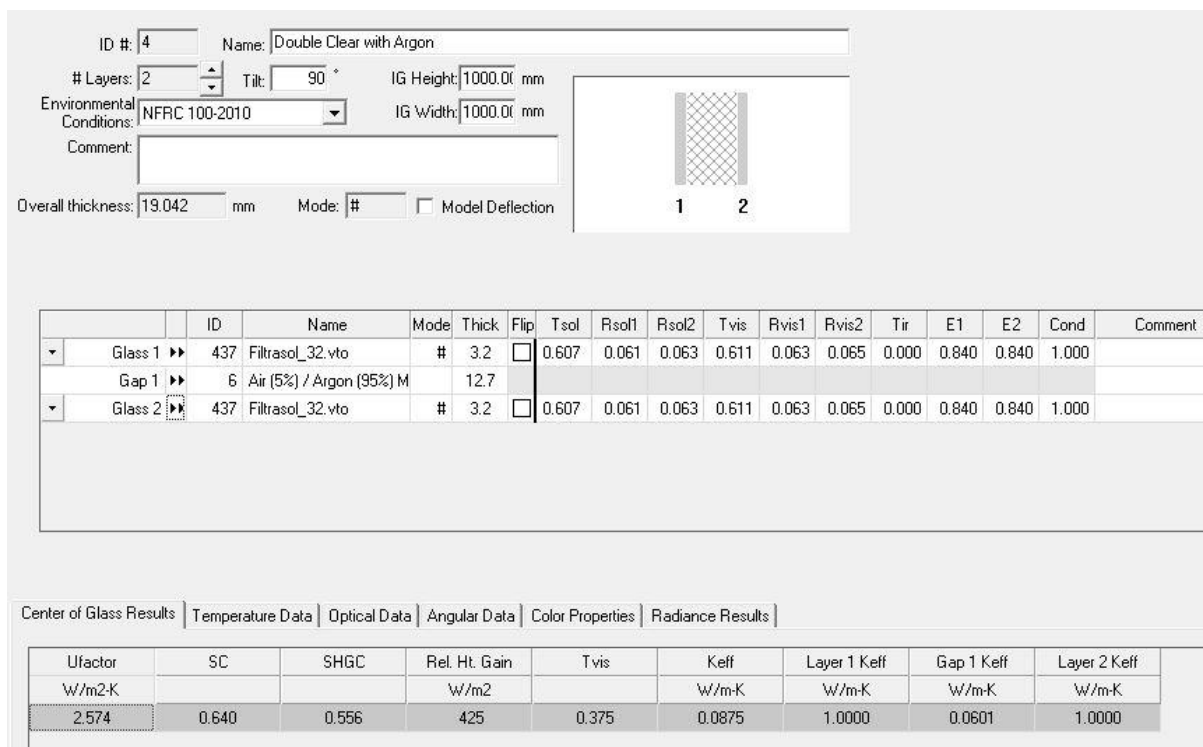 ID #: 4 Name: Double Clear with Argon
# Layers: 2 Tilt: 90 ° IG Height: 1000.0( mm
Environmental Conditions: NFRC 100-2010 IG Width: 1000.0( mm
Comment:
Overall thickness: 19.042 mm Mode: # Model Deflection
1 2
ID Name Mode Thick Flip Tsol Rsol1 Rsol2 Tvis Rvis1 Rvis2 Tir E1 E2 Cond Comment
Glass 1 437 Filtrasol_32.vto # 3.2 0.607 0.061 0.063 0.611 0.063 0.065 0.000 0.840 0.840 1.000
Gap 1 6 Air (5%) / Argon (95%) M 12.7
Glass 2 437 Filtrasol_32.vto # 3.2 0.607 0.061 0.063 0.611 0.063 0.065 0.000 0.840 0.840 1.000
Center of Glass Results Temperature Data Optical Data Angular Data Color Properties Radiance Results
Ufactor SC SHGC Rel. Ht. Gain Tvis Keff Layer 1 Keff Gap 1 Keff Layer 2 Keff
W/m2-K W/m2 W/m-K W/m-K W/m-K W/m-K
2.574 0.640 0.556 425 0.375 0.0875 1.0000 0.0601 1.0000